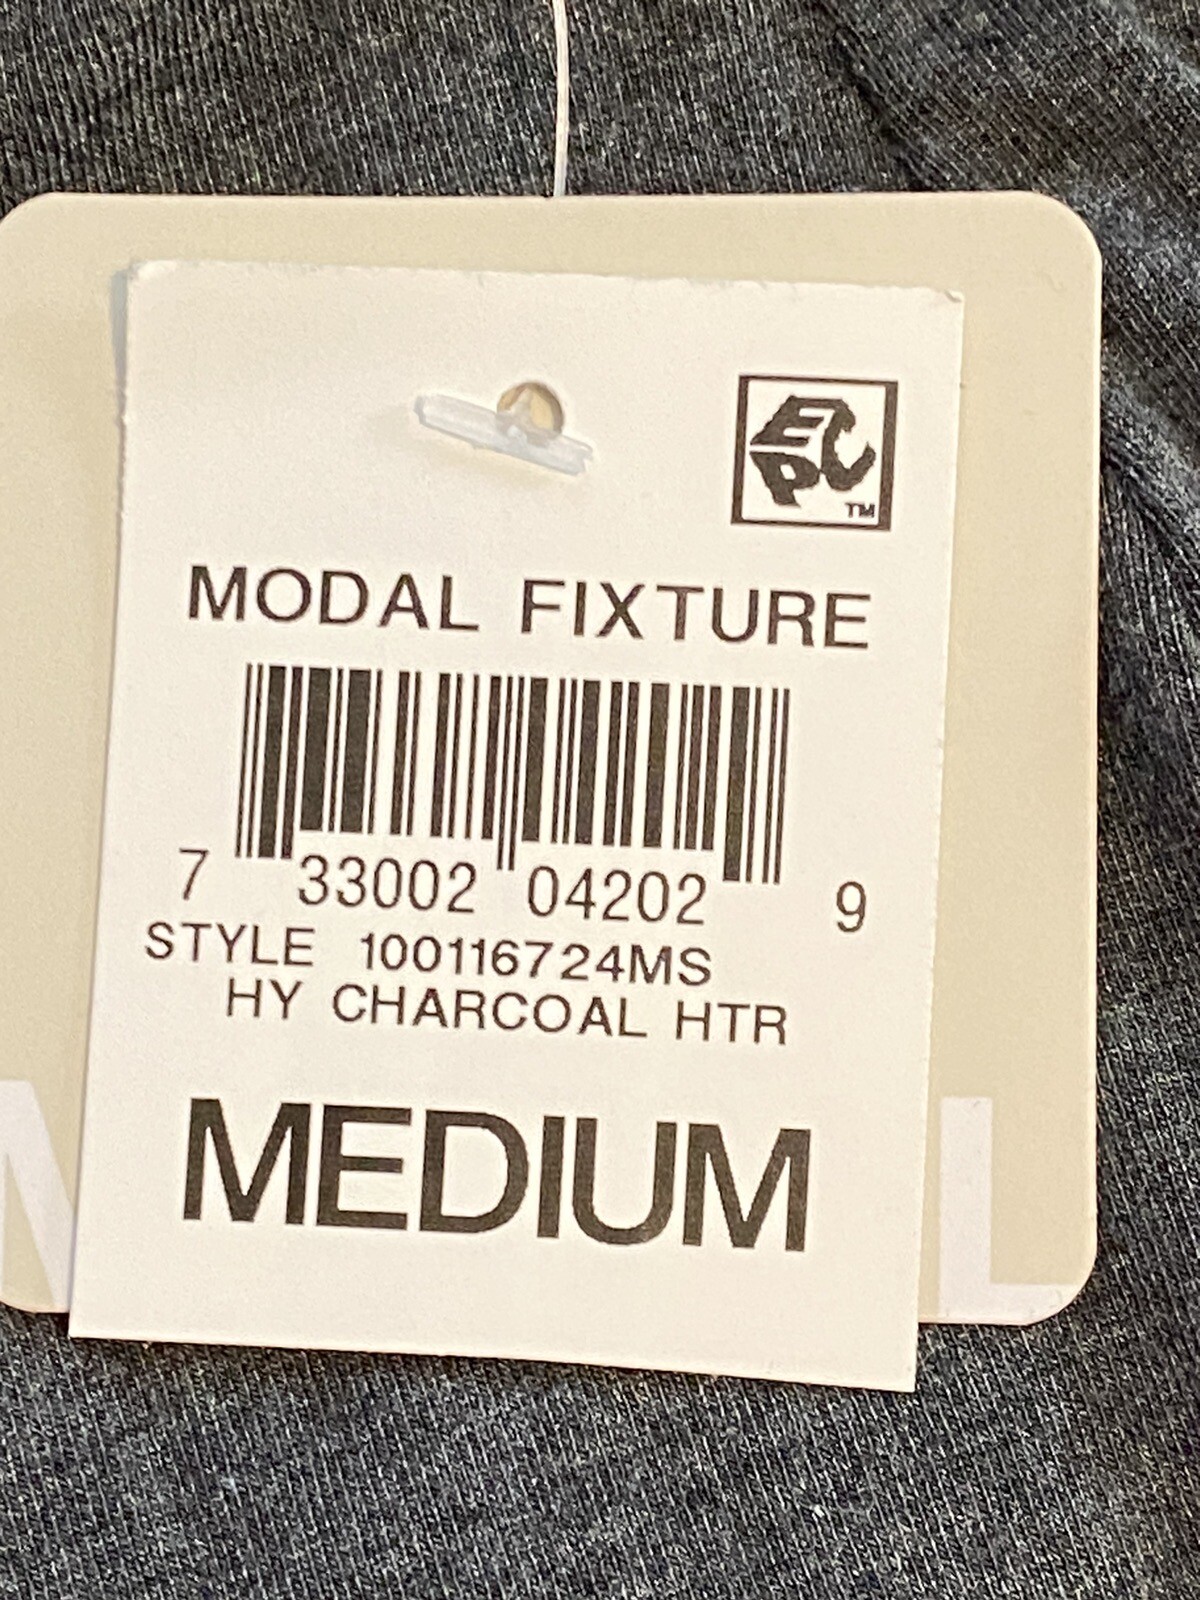 EPC
TM
MODAL FIXTURE
7 33002 04202 9
STYLE 100116724MS
HY CHARCOAL HTR
MEDIUM
M L